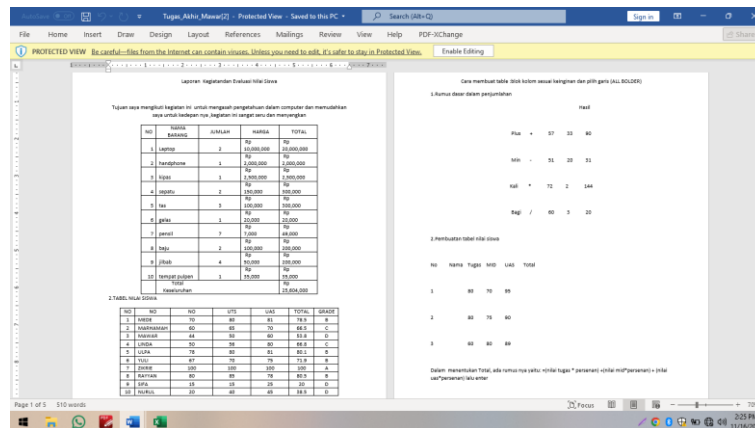 Tugas_Akhir_Mawar[2] - Protected View - Saved to this PC
Search (Alt+Q)
Sign in
File Home Insert Draw Design Layout References Mailings Review View Help PDF-XChange
Share
PROTECTED VIEW Be careful—files from the Internet can contain viruses. Unless you need to edit, it's safer to stay in Protected View. Enable Editing
Laporan Kegiatandan Evaluasi Nilai Siswa
Tujuan saya mengikuti kegiatan ini untuk mengasah pengetahuan dalam computer dan memudahkan
saya untuk kedepan nya ,kegiatan ini sangat seru dan menyengkan
NO NAMA BARANG JUMLAH HARGA TOTAL
1 Leptop 2 Rp 10,000,000 Rp 20,000,000
2 handphone 1 Rp 2,000,000 Rp 2,000,000
3 kipas 1 Rp 2,500,000 Rp 2,500,000
4 sepatu 2 Rp 150,000 Rp 300,000
5 tas 3 Rp 100,000 Rp 300,000
6 gelas 1 Rp 20,000 Rp 20,000
7 pensil 7 Rp 7,000 Rp 49,000
8 baju 2 Rp 100,000 Rp 200,000
9 jilbab 4 Rp 50,000 Rp 200,000
10 tempat pulpen 1 Rp 35,000 Rp 35,000
Total Keseluruhan Rp 25,604,000
2.TABEL NILAI SISWA
NO NO NO UTS UAS TOTAL GRADE
1 MEDE 70 80 81 78.5 B
2 MARHAMAH 60 65 70 66.5 C
3 MAWAR 44 50 60 53.8 D
4 LINDA 50 56 80 66.8 C
5 ULPA 78 80 81 80.1 B
6 YULI 67 70 75 71.9 B
7 ZIKRIE 100 100 100 100 A
8 RAYYAN 80 85 78 80.5 B
9 SIFA 15 15 25 20 D
10 NURUL 20 40 45 38.5 D
Cara membuat table :blok kolom sesuai keinginan dan pilih garis (ALL BOLDER)
1.Rumus dasar dalam penjumlahan
Hasil
Plus + 57 33 90
Min - 51 20 31
Kali * 72 2 144
Bagi / 60 3 20
2.Pembuatan tabel nilai siswa
No Nama Tugas MID UAS Total
1 80 70 95
2 80 75 60
3 60 80 89
Dalam menentukan Total, ada rumus nya yaitu: =(nilai tugas * persenan) +(nilai mid*persenan) + (nilai
uas*persenan) lalu enter
Page 1 of 5 510 words
Focus
2:25 PM